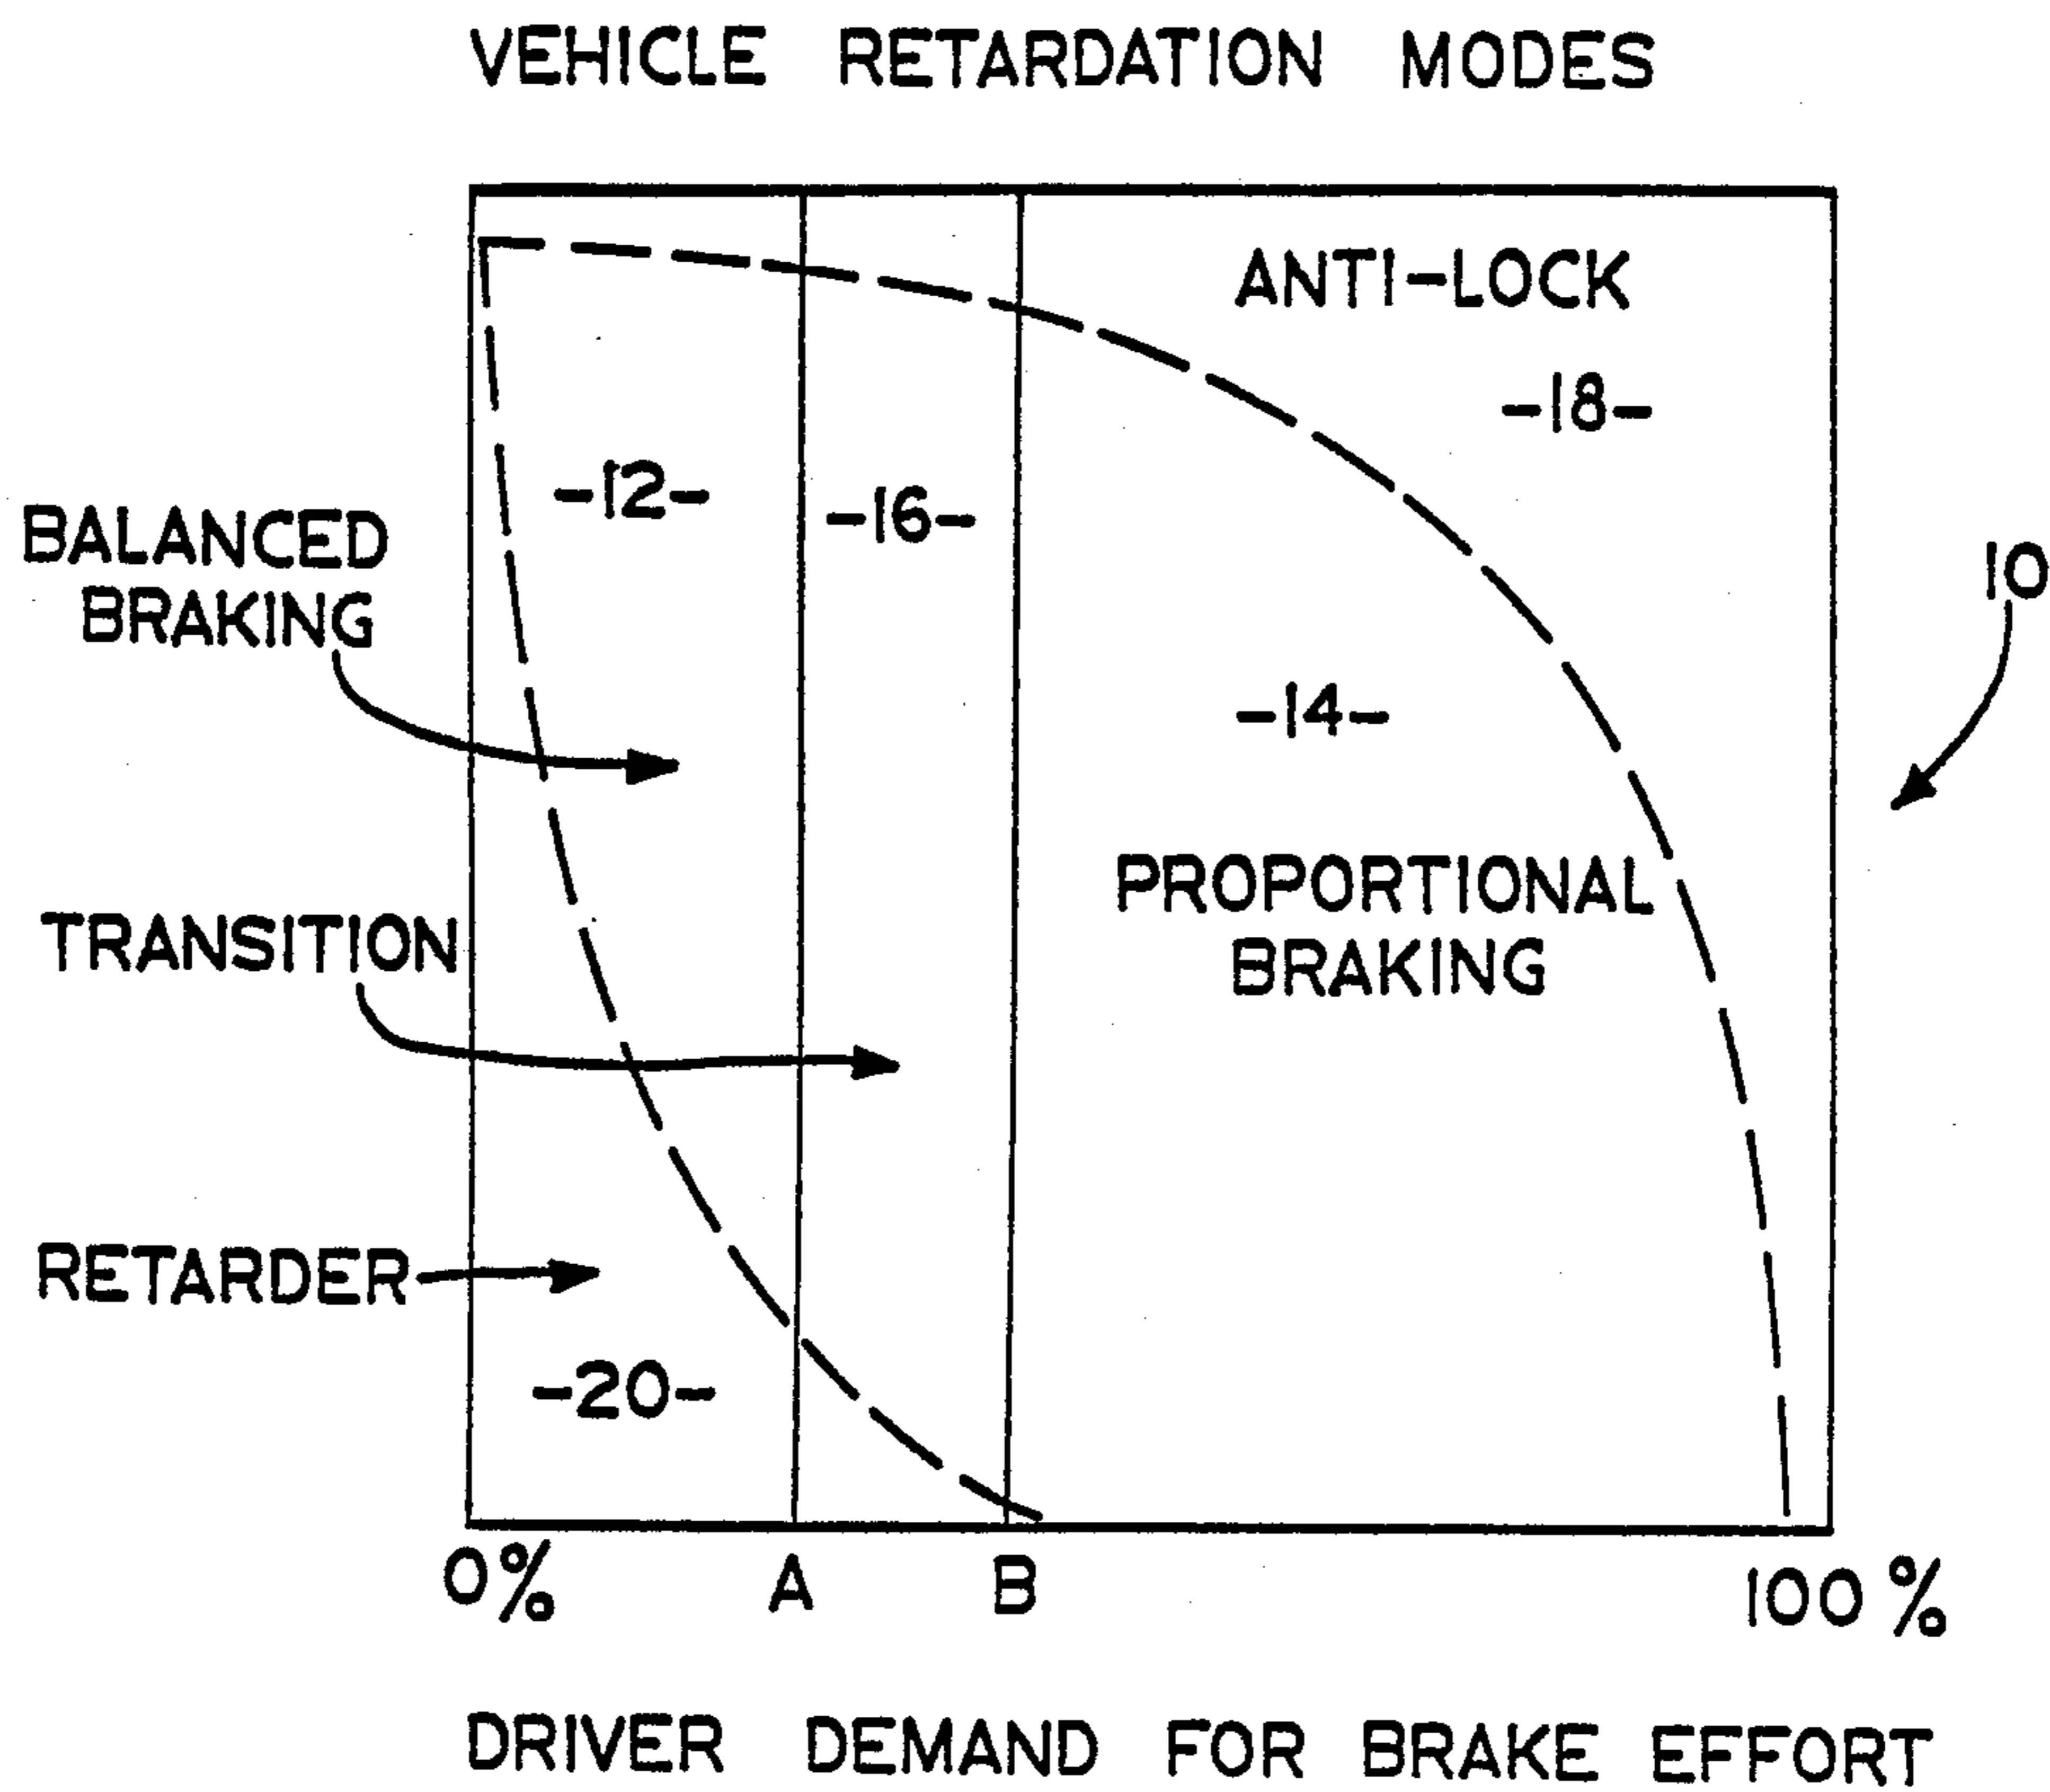 VEHICLE RETARDATION MODES
ANTI-LOCK
-18-
-12-
-16-
BALANCED
BRAKING
10
-14-
PROPORTIONAL
BRAKING
TRANSITION
RETARDER
-20-
0% A B 100%
DRIVER DEMAND FOR BRAKE EFFORT